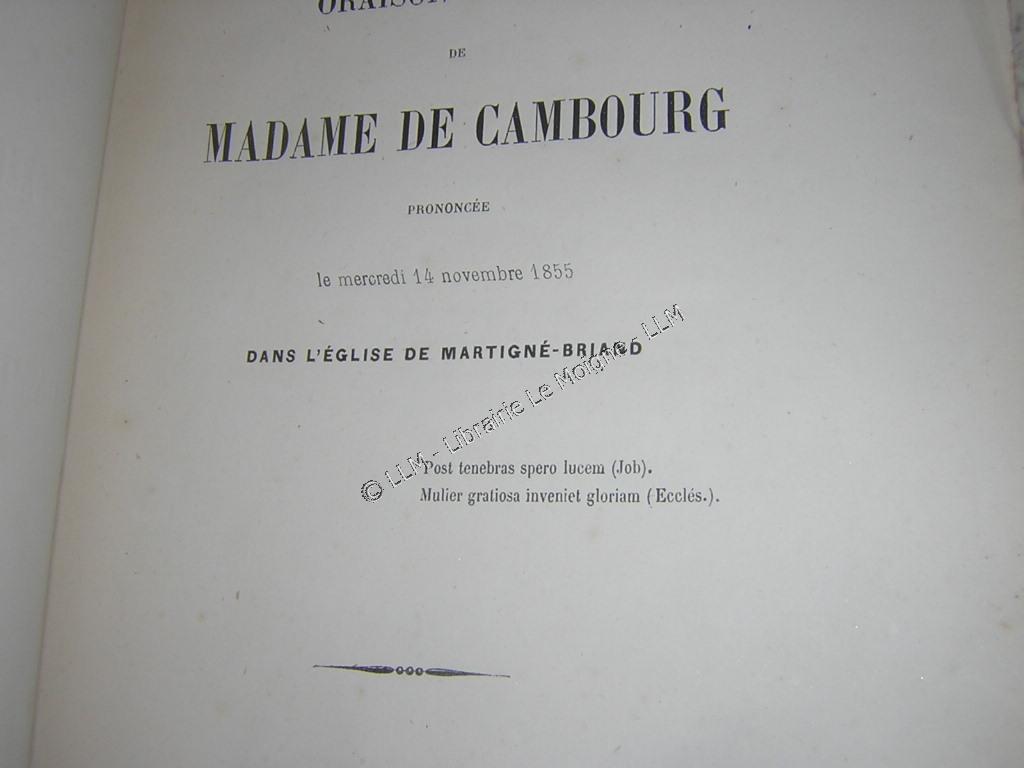 ORAISON
DE
MADAME DE CAMBOURG
PRONONCÉE
le mercredi 14 novembre 1855
DANS L'ÉGLISE DE MARTIGNÉ-BRIAND
Post tenebras spero lucem (Job).
Mulier gratiosa inveniet gloriam (Ecclés.).
© LLM - Librairie Le Moigne - LLM